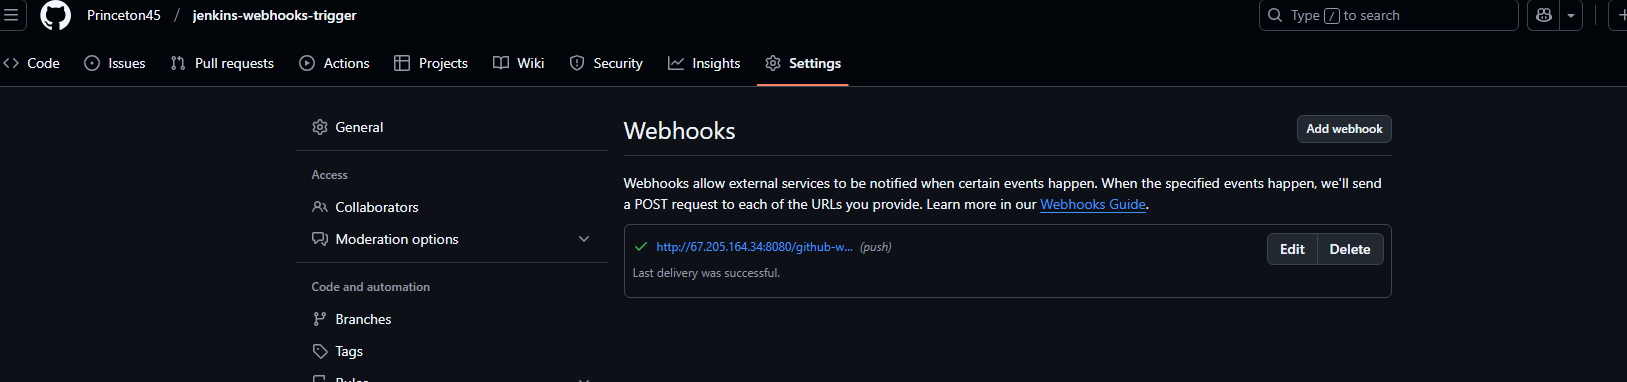 Princeton45 / jenkins-webhooks-trigger
Type / to search
Code Issues Pull requests Actions Projects Wiki Security Insights Settings
General
Access
Collaborators
Moderation options
Code and automation
Branches
Tags
Webhooks
Add webhook
Webhooks allow external services to be notified when certain events happen. When the specified events happen, we'll send
a POST request to each of the URLs you provide. Learn more in our Webhooks Guide.
http://67.205.164.34:8080/github-w... (push)
Edit Delete
Last delivery was successful.